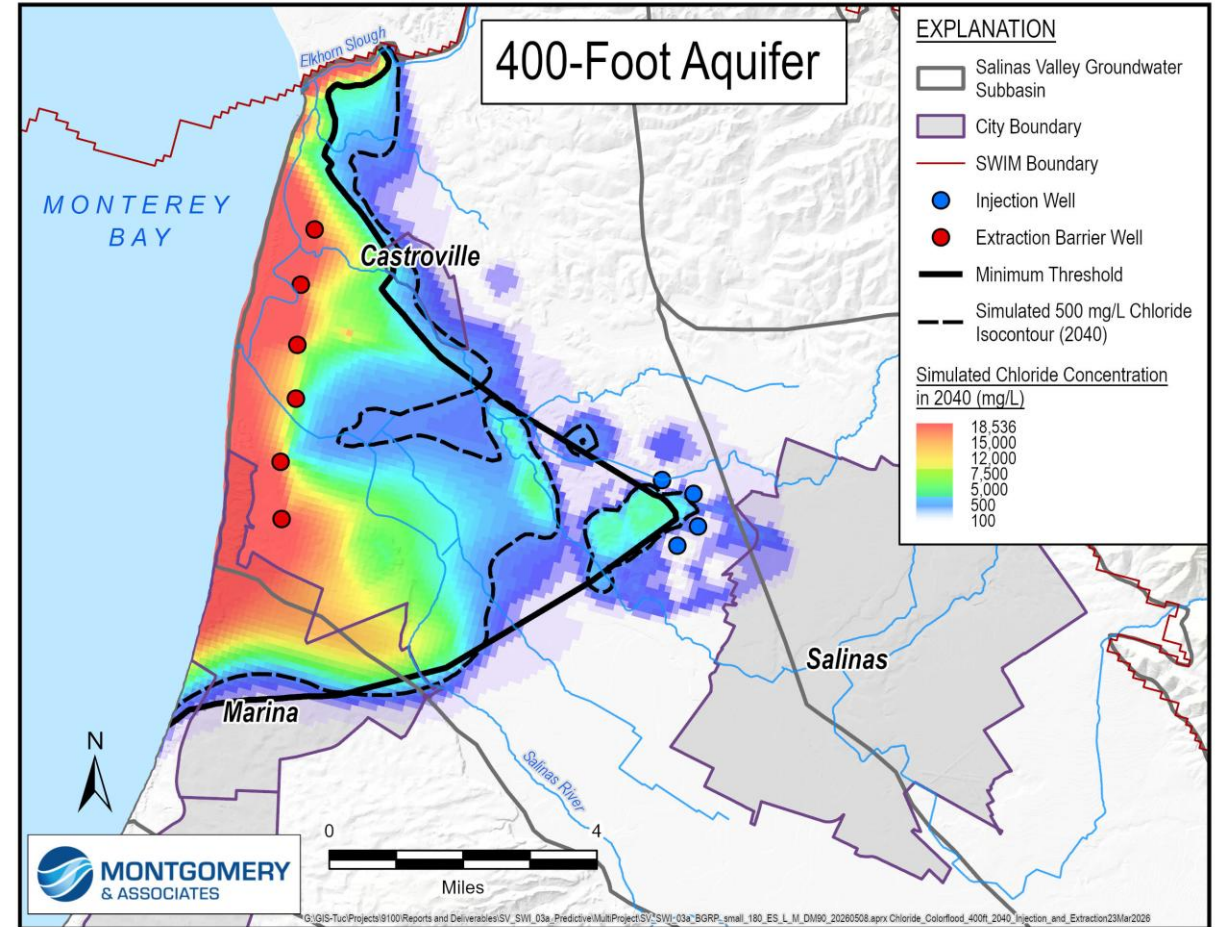 400-Foot Aquifer
Elkhorn Slough
MONTEREY
BAY
Castroville
Salinas
Marina
Salinas River
N
0 4
Miles
MONTGOMERY
& ASSOCIATES
EXPLANATION
Salinas Valley Groundwater
Subbasin
City Boundary
SWIM Boundary
Injection Well
Extraction Barrier Well
Minimum Threshold
Simulated 500 mg/L Chloride
Isocontour (2040)
Simulated Chloride Concentration
in 2040 (mg/L)
18,536
15,000
12,000
7,500
5,000
500
100
G:\GIS-Tuc\Projects\9100\Reports and Deliverables\SV_SWI_03a_Predictive\MultiProject\SV_SWI-03a_BGRP_small_180_ES_L_M_DM90_20260508.aprx Chloride_Colorflood_400ft_2040_Injection_and_Extraction23Mar2026